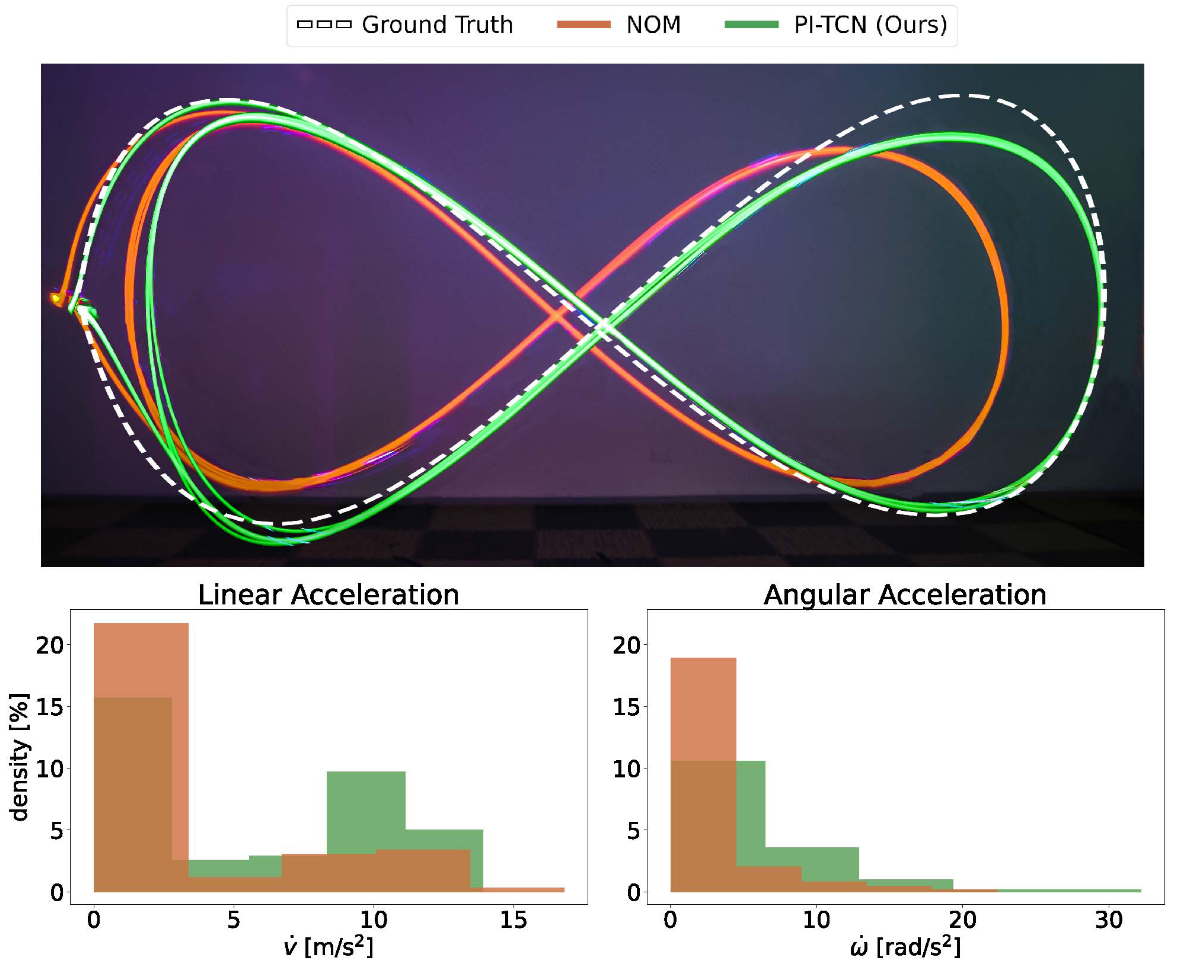 Ground Truth NOM PI-TCN (Ours)
Linear Acceleration
Angular Acceleration
density [%]
20
15
10
5
0
0 5 10 15
v̇ [m/s²]
20
15
10
5
0
0 10 20 30
ω̇ [rad/s²]